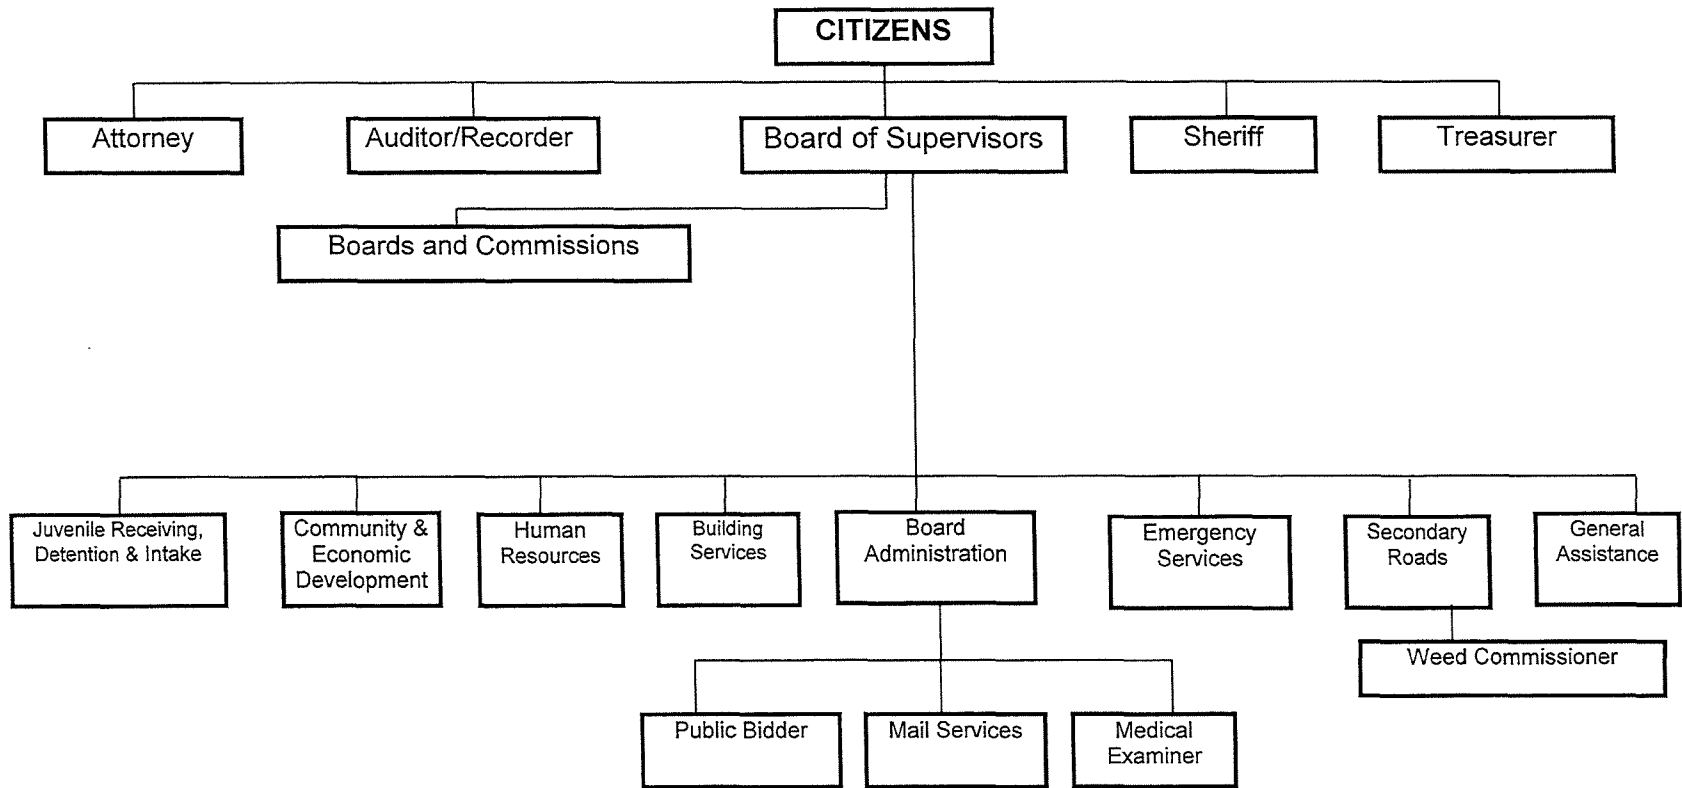 CITIZENS
Attorney
Auditor/Recorder
Board of Supervisors
Sheriff
Treasurer
Boards and Commissions
Juvenile Receiving,
Detention & Intake
Community &
Economic
Development
Human
Resources
Building
Services
Board
Administration
Emergency
Services
Secondary
Roads
General
Assistance
Weed Commissioner
Public Bidder
Mail Services
Medical
Examiner